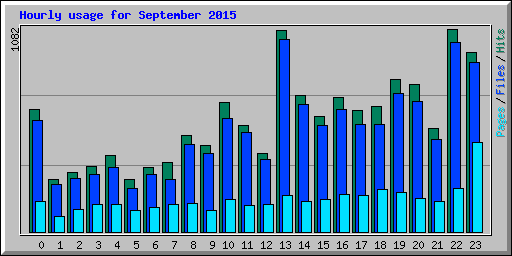 Hourly usage for September 2015
1082
Pages/Files/Hits
0 1 2 3 4 5 6 7 8 9 10 11 12 13 14 15 16 17 18 19 20 21 22 23